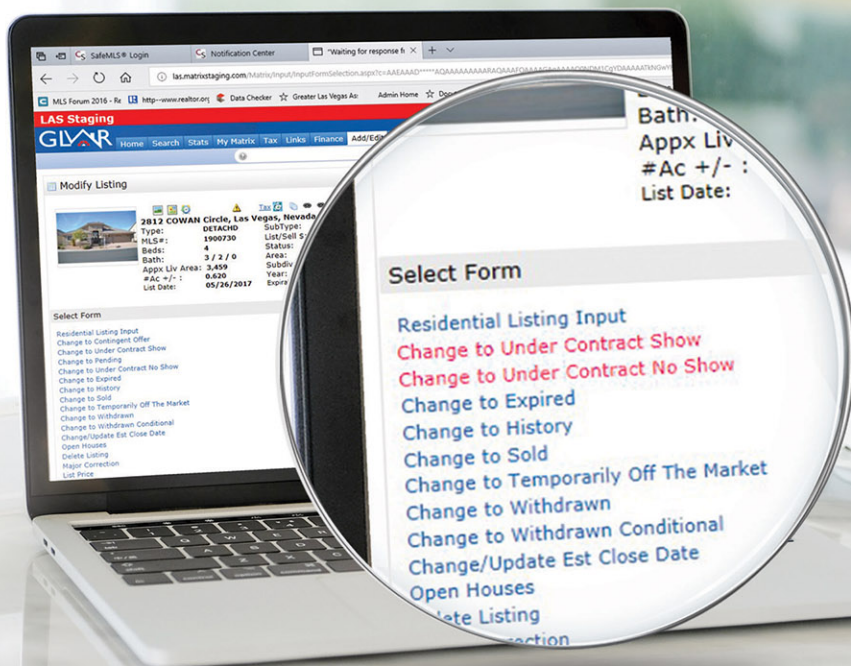 SafeMLS® Login
Notification Center
"Waiting for response fr
las.matrixstaging.com/Matrix/Input/InputFormSelection.aspx?
MLS Forum 2016 - Re
http--www.realtor.org
Data Checker
Greater Las Vegas As:
Admin Home
LAS Staging
GLVAR
Home Search Stats My Matrix Tax Links Finance Add/Edit
Modify Listing
Tax
2812 COWAN Circle, Las Vegas, Nevada
Type: DETACHD SubType:
MLS#: 1900730 List/Sell $:
Beds: 4 Status:
Bath: 3 / 2 / 0 Area:
Appx Liv Area: 3,459 Subdiv
#Ac +/- : 0.620 Year:
List Date: 05/26/2017 Expira
Select Form
Residential Listing Input
Change to Contingent Offer
Change to Under Contract Show
Change to Pending
Change to Under Contract No Show
Change to Expired
Change to History
Change to Sold
Change to Temporarily Off The Market
Change to Withdrawn
Change to Withdrawn Conditional
Change/Update Est Close Date
Open Houses
Delete Listing
Major Correction
List Price
Bath:
Appx Liv
#Ac +/- :
List Date:
Select Form
Residential Listing Input
Change to Under Contract Show
Change to Under Contract No Show
Change to Expired
Change to History
Change to Sold
Change to Temporarily Off The Market
Change to Withdrawn
Change to Withdrawn Conditional
Change/Update Est Close Date
Open Houses
lete Listing
ction